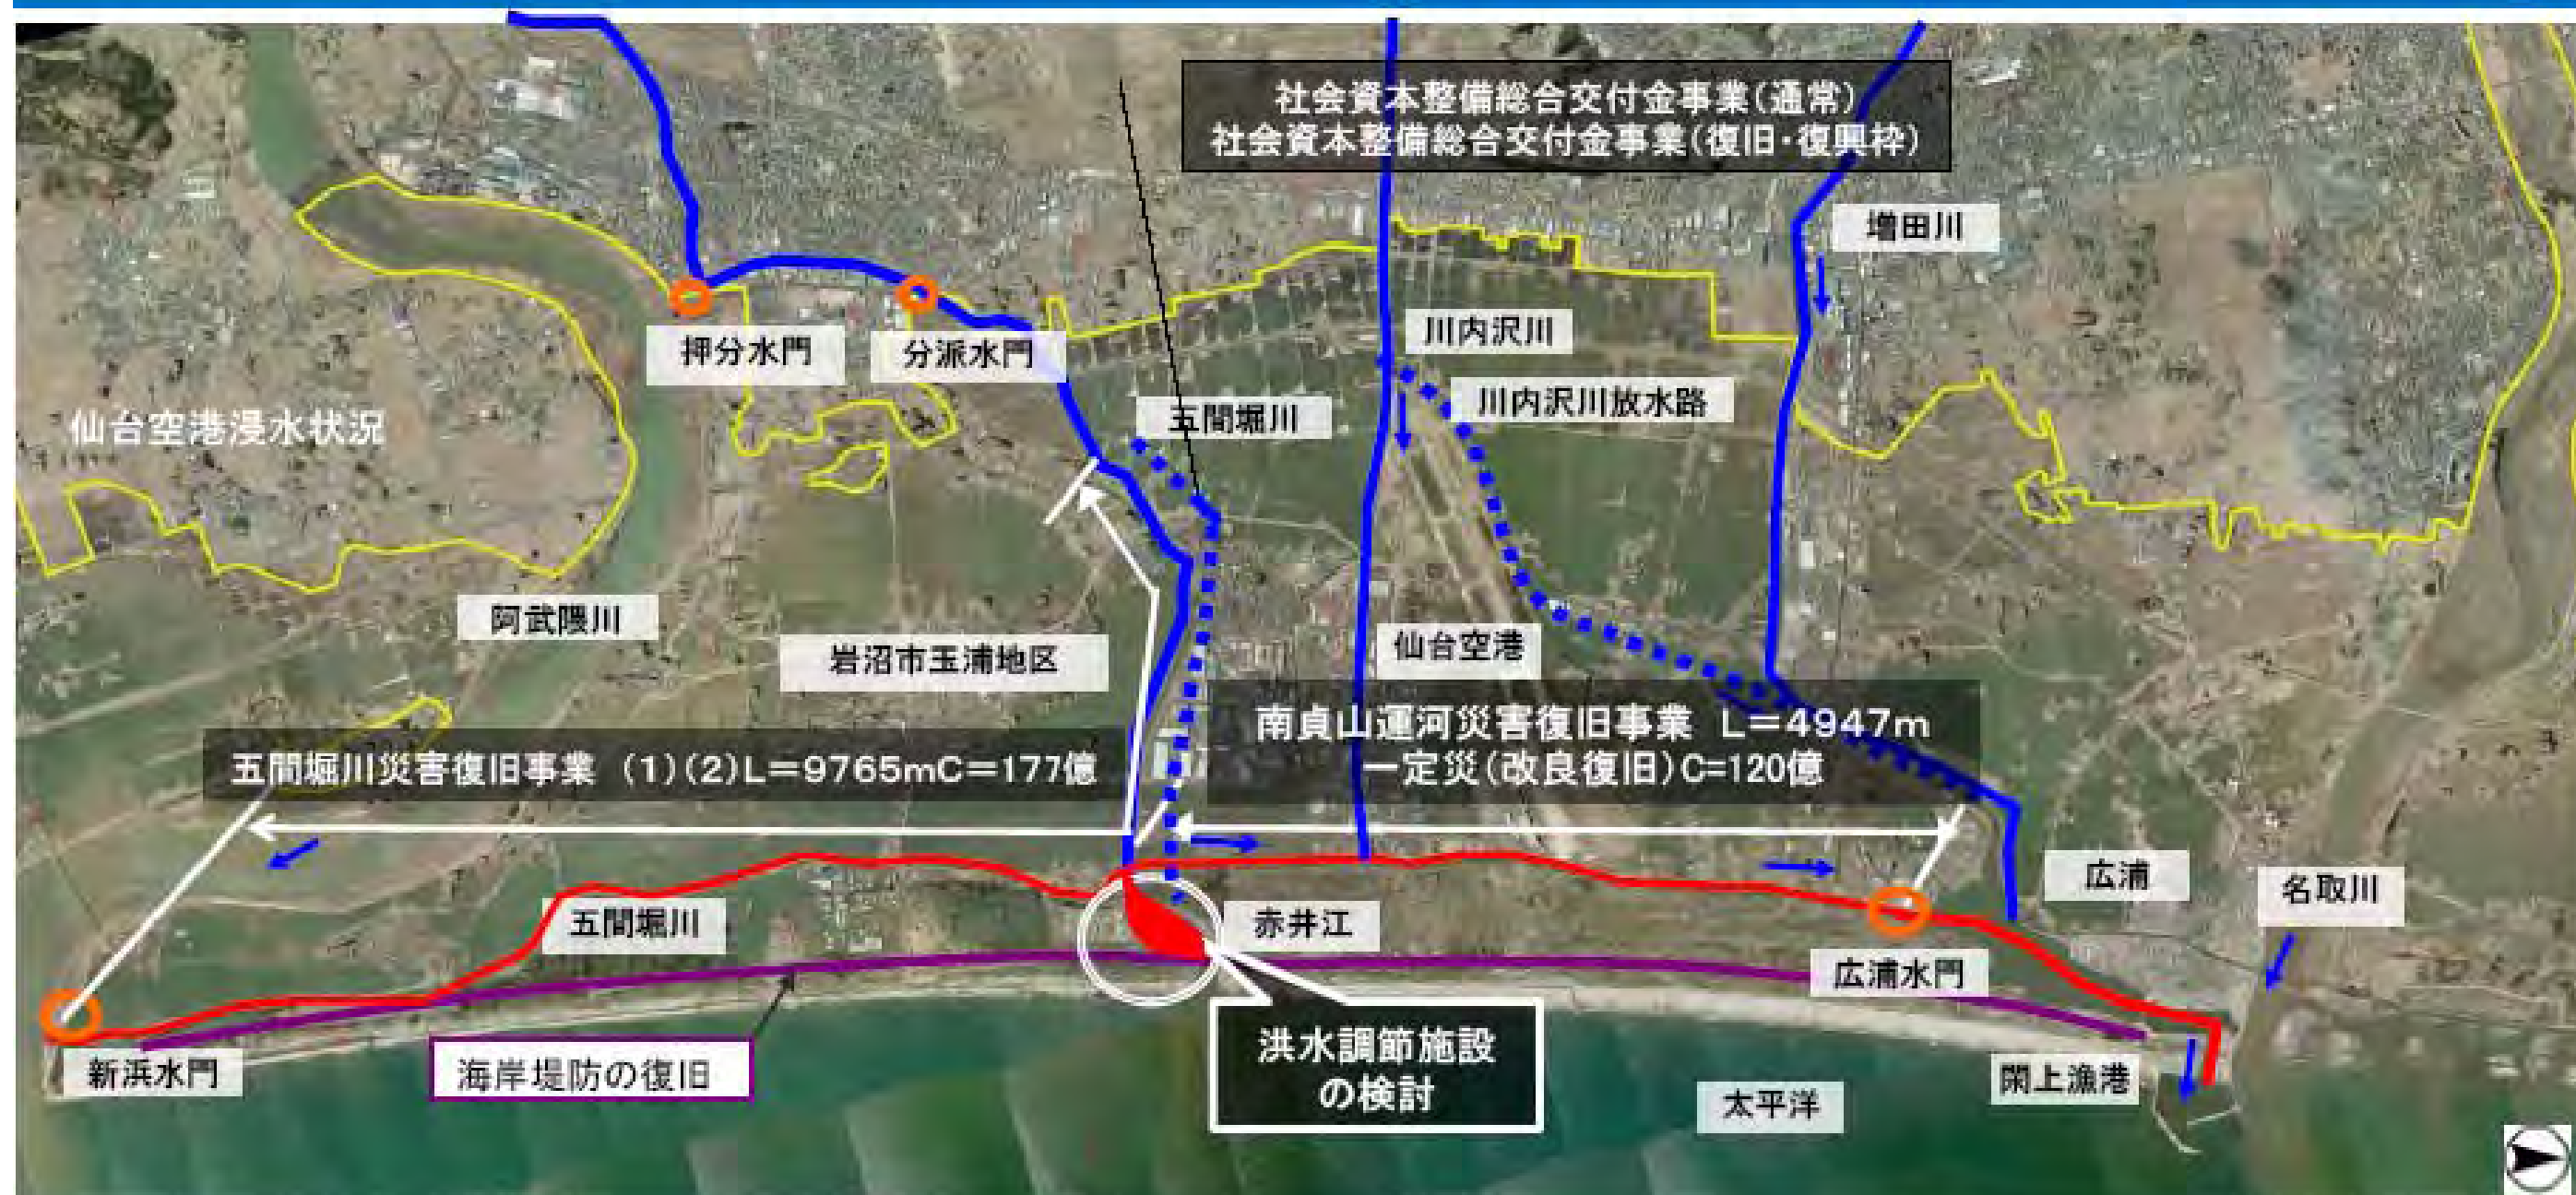 社会資本整備総合交付金事業(通常)
社会資本整備総合交付金事業(復旧・復興枠)
増田川
押分水門
分派水門
川内沢川
川内沢川放水路
五間堀川
仙台空港浸水状況
阿武隈川
岩沼市玉浦地区
仙台空港
南貞山運河災害復旧事業 L=4947m
一定災(改良復旧)C=120億
五間堀川災害復旧事業 (1)(2)L=9765mC=177億
広浦
名取川
五間堀川
赤井江
広浦水門
新浜水門
海岸堤防の復旧
洪水調節施設
の検討
太平洋
閑上漁港